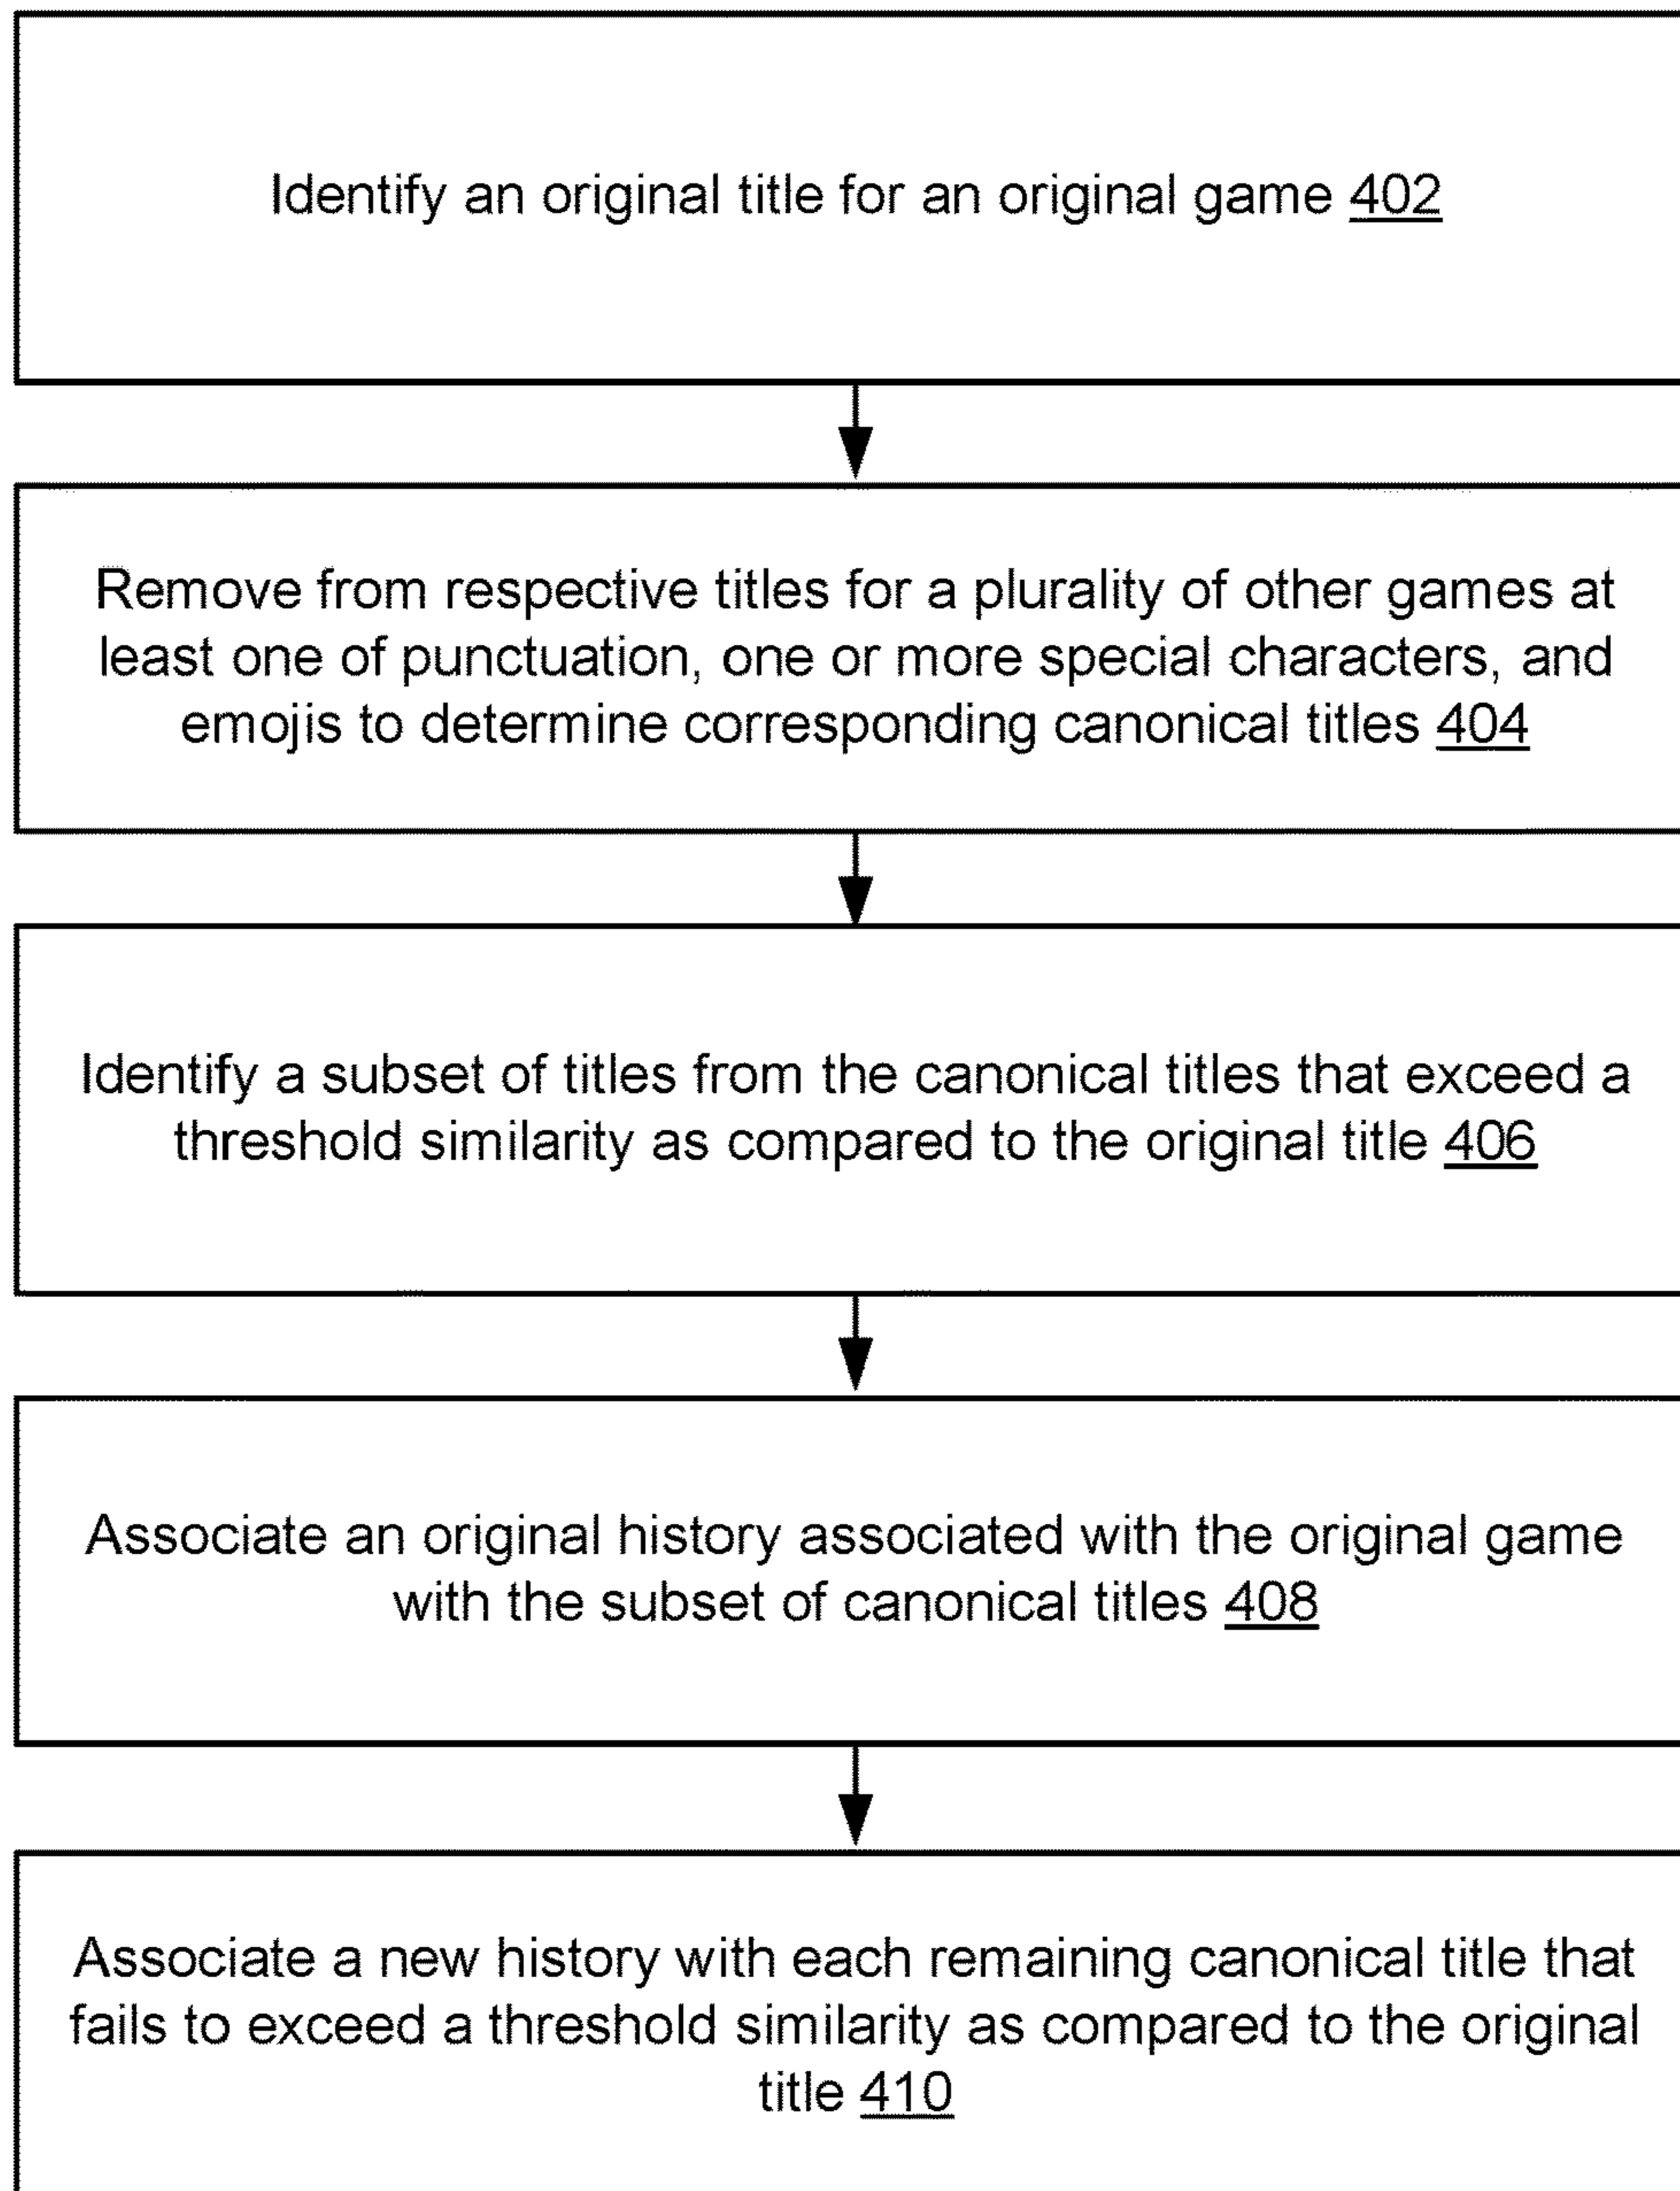 Identify an original title for an original game 402
Remove from respective titles for a plurality of other games at
least one of punctuation, one or more special characters, and
emojis to determine corresponding canonical titles 404
Identify a subset of titles from the canonical titles that exceed a
threshold similarity as compared to the original title 406
Associate an original history associated with the original game
with the subset of canonical titles 408
Associate a new history with each remaining canonical title that
fails to exceed a threshold similarity as compared to the original
title 410